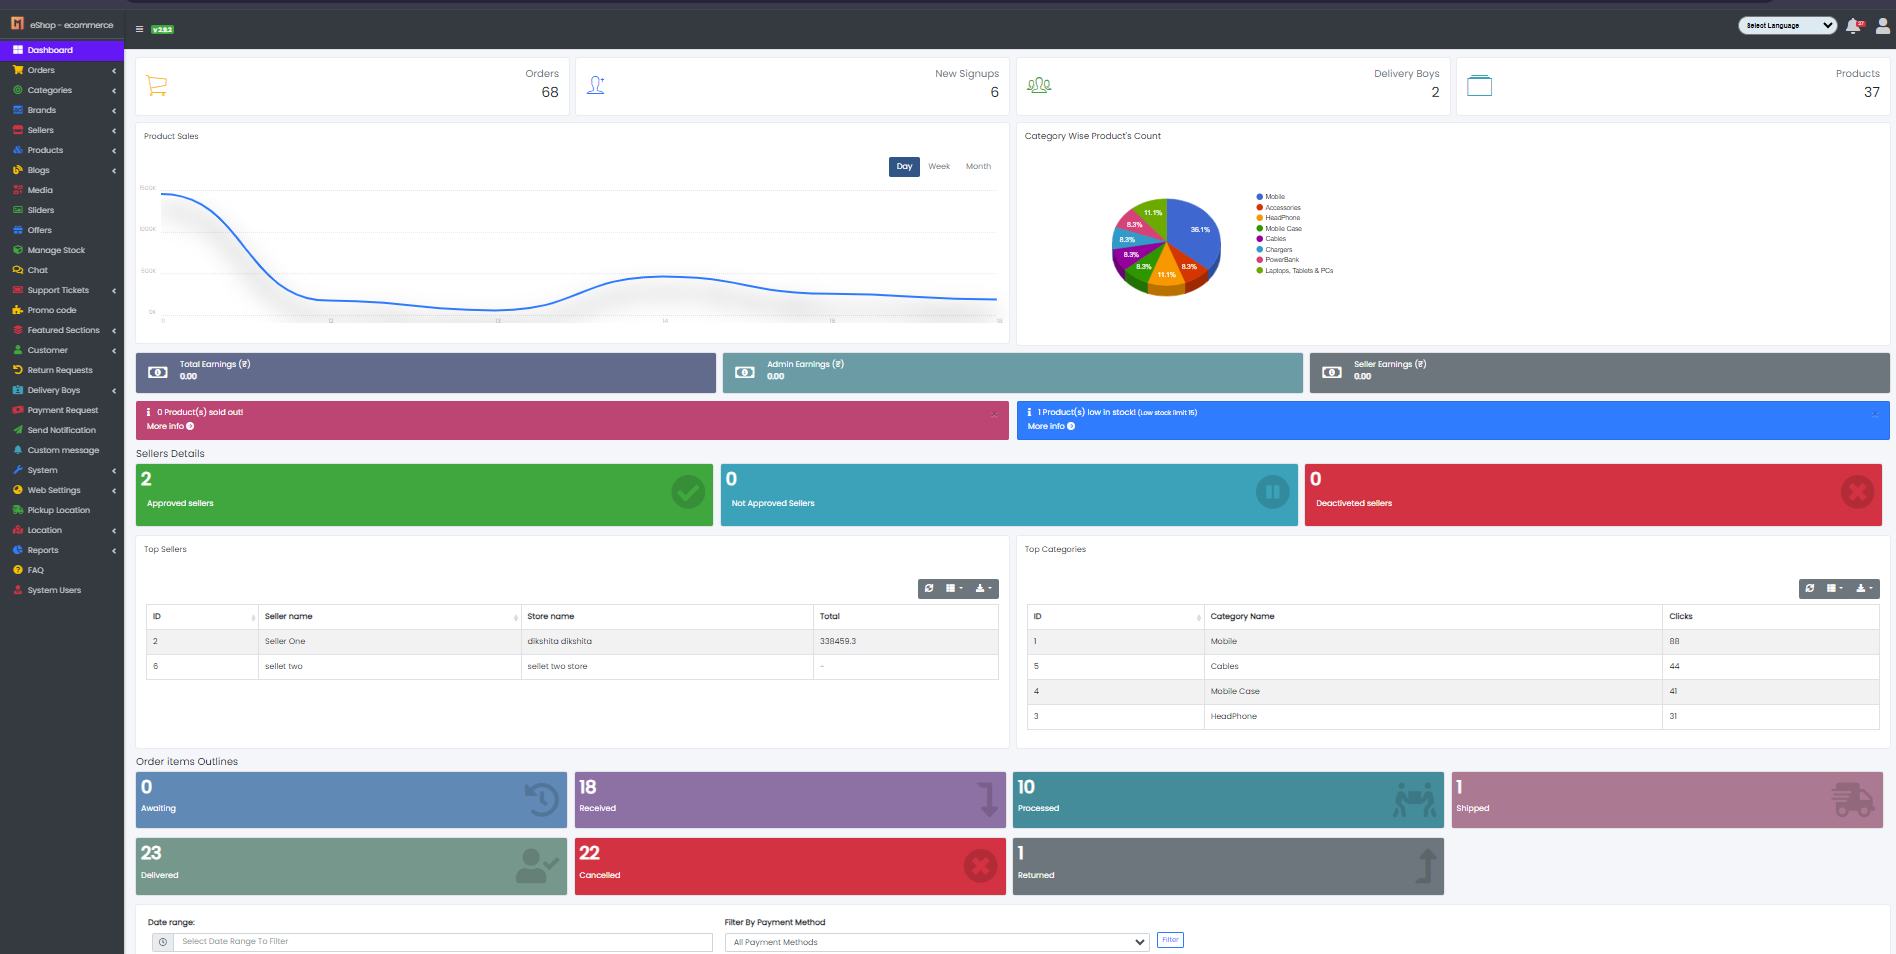 eShop - ecommerce
v 2.9.2
Select Language
37
Dashboard
Orders
Categories
Brands
Sellers
Products
Blogs
Media
Sliders
Offers
Manage Stock
Chat
Support Tickets
Promo code
Featured Sections
Customer
Return Requests
Delivery Boys
Payment Request
Send Notification
Custom message
System
Web Settings
Pickup Location
Location
Reports
FAQ
System Users
Orders
68
New Signups
6
Delivery Boys
2
Products
37
Product Sales
Day Week Month
1500K
1000K
500K
0K
11 12 13 14 15 18
Category Wise Product's Count
36.1%
8.3%
11.1%
8.3%
8.3%
8.3%
8.3%
11.1%
Mobile
Accessories
HeadPhone
Mobile Case
Cables
Chargers
PowerBank
Laptops, Tablets & PCs
Total Earnings (₹)
0.00
Admin Earnings (₹)
0.00
Seller Earnings (₹)
0.00
0 Product(s) sold out!
More info
1 Product(s) low in stock! (Low stock limit 15)
More info
Sellers Details
2
Approved sellers
0
Not Approved Sellers
0
Deactiveted sellers
Top Sellers
ID Seller name Store name Total
2 Seller One dikshita dikshita 338459.3
6 sellet two sellet two store -
Top Categories
ID Category Name Clicks
1 Mobile 88
5 Cables 44
4 Mobile Case 41
3 HeadPhone 31
Order items Outlines
0
Awaiting
18
Received
10
Processed
1
Shipped
23
Delivered
22
Cancelled
1
Returned
Date range:
Select Date Range To Filter
Filter By Payment Method
All Payment Methods
Filter